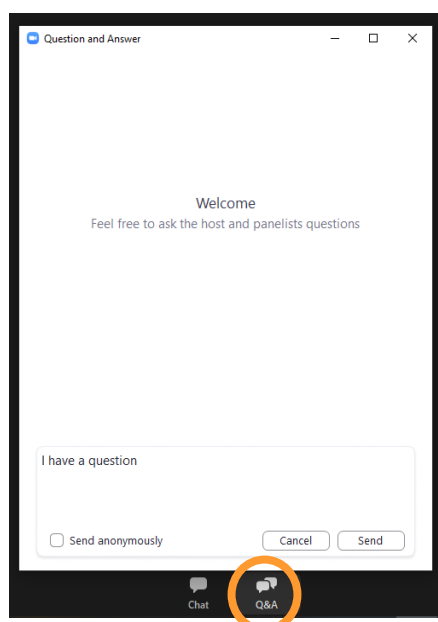 Question and Answer
Welcome
Feel free to ask the host and panelists questions
I have a question
Send anonymously
Cancel
Send
Chat
Q&A